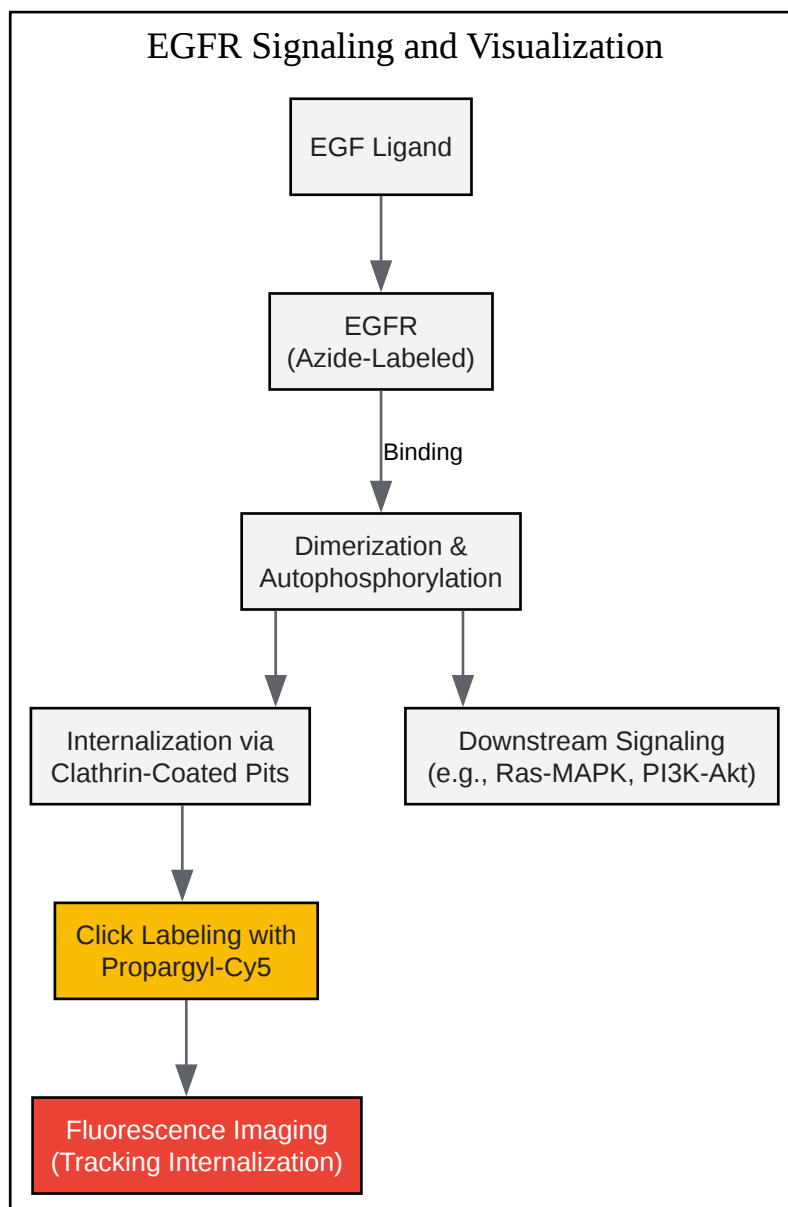 EGFR Signaling and Visualization
EGF Ligand
EGFR
(Azide-Labeled)
Binding
Dimerization &
Autophosphorylation
Internalization via
Clathrin-Coated Pits
Downstream Signaling
(e.g., Ras-MAPK, PI3K-Akt)
Click Labeling with
Propargyl-Cy5
Fluorescence Imaging
(Tracking Internalization)